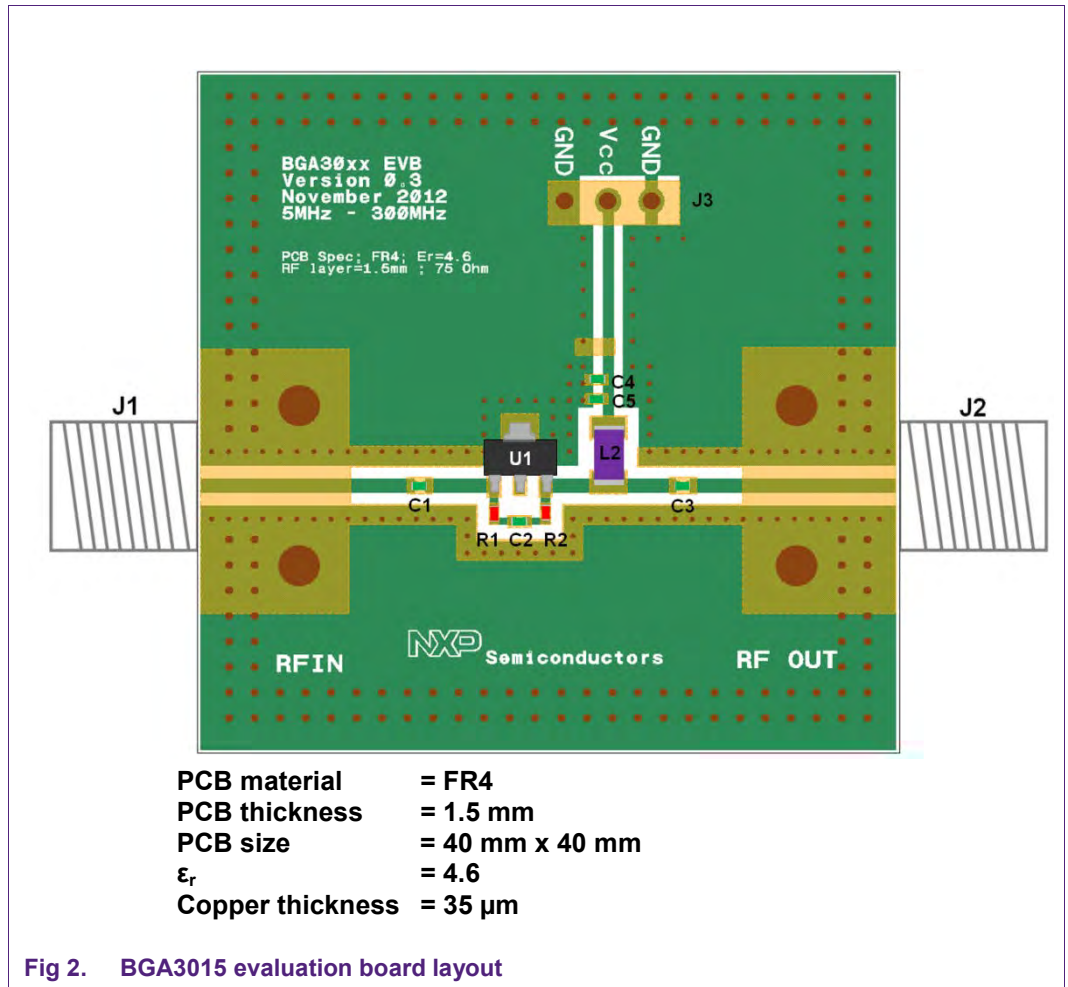 GND
Vcc
GND
J3
BGA30xx EVB
Version 0.3
November 2012
5MHz - 300MHz
PCB Spec: FR4; Er=4.6
RF layer=1.5mm ; 75 Ohm
C4
C5
J1
J2
U1
L2
C1
C3
R1 C2 R2
RFIN
NXP Semiconductors
RF OUT
PCB material = FR4
PCB thickness = 1.5 mm
PCB size = 40 mm x 40 mm
εr = 4.6
Copper thickness = 35 µm
Fig 2. BGA3015 evaluation board layout